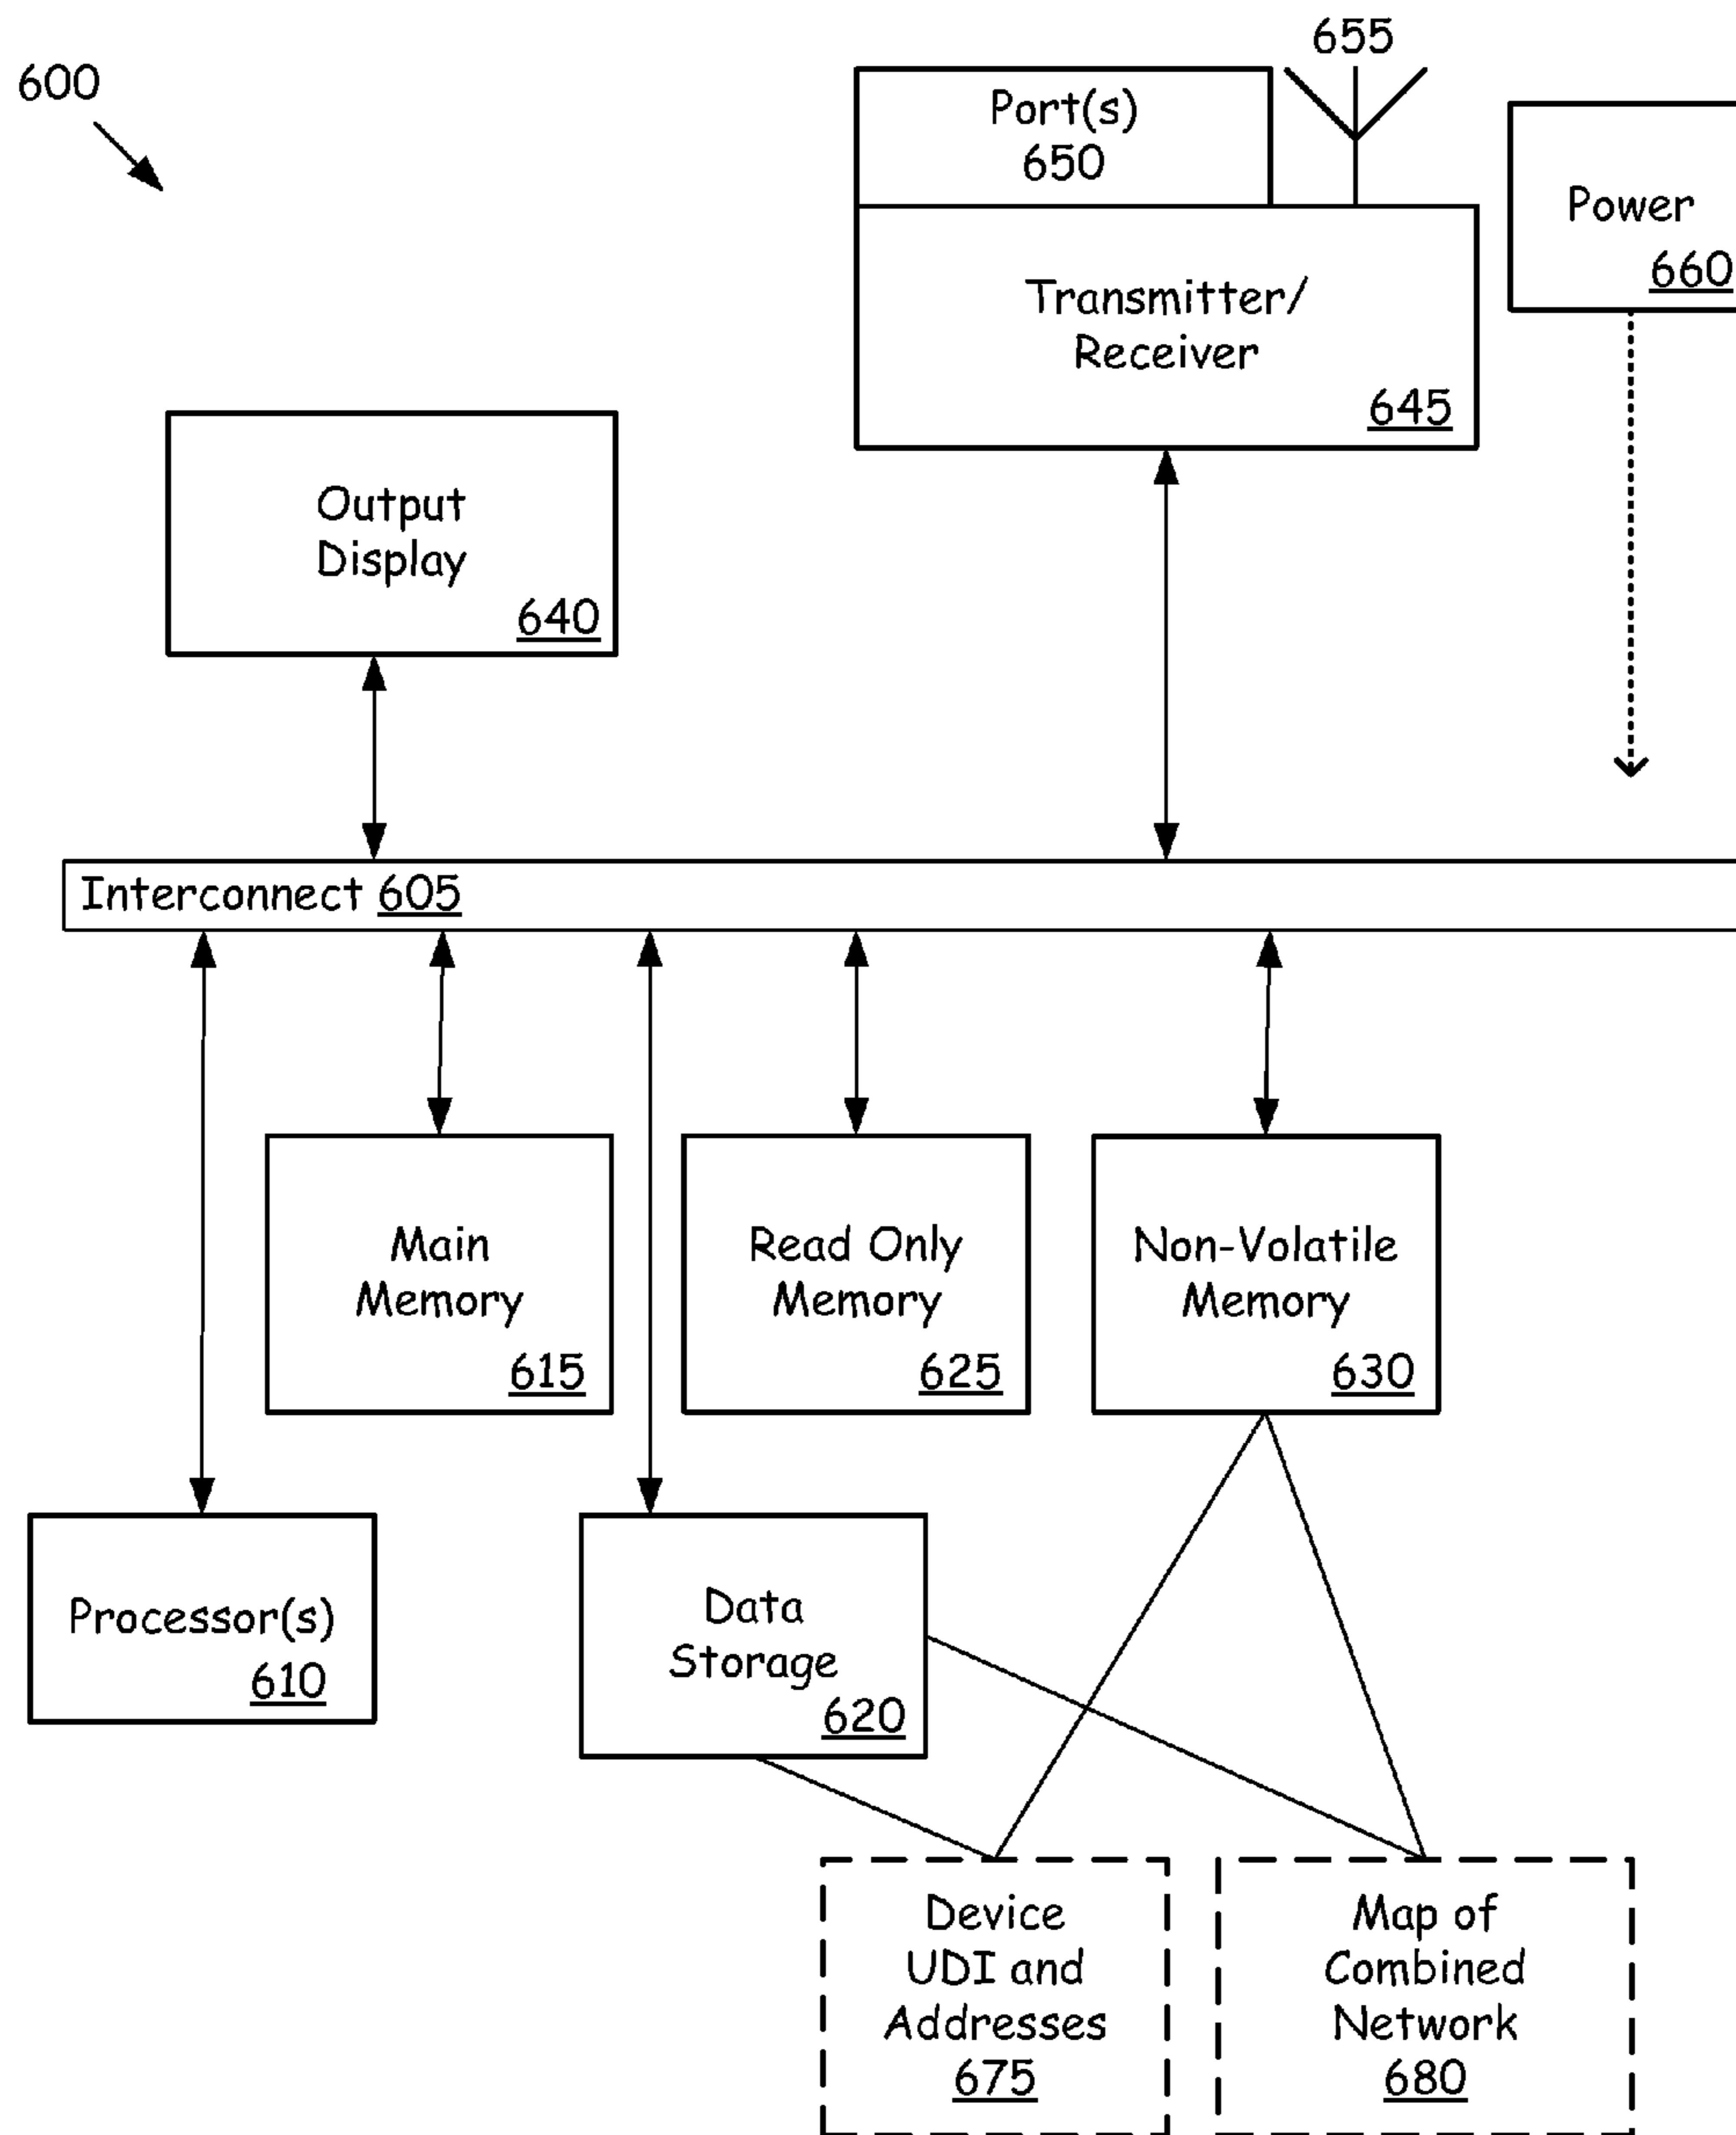 600
655
Port(s)
650
Power
660
Transmitter/
Receiver
645
Output
Display
640
Interconnect 605
Main
Memory
615
Read Only
Memory
625
Non-Volatile
Memory
630
Processor(s)
610
Data
Storage
620
Device
UDI and
Addresses
675
Map of
Combined
Network
680